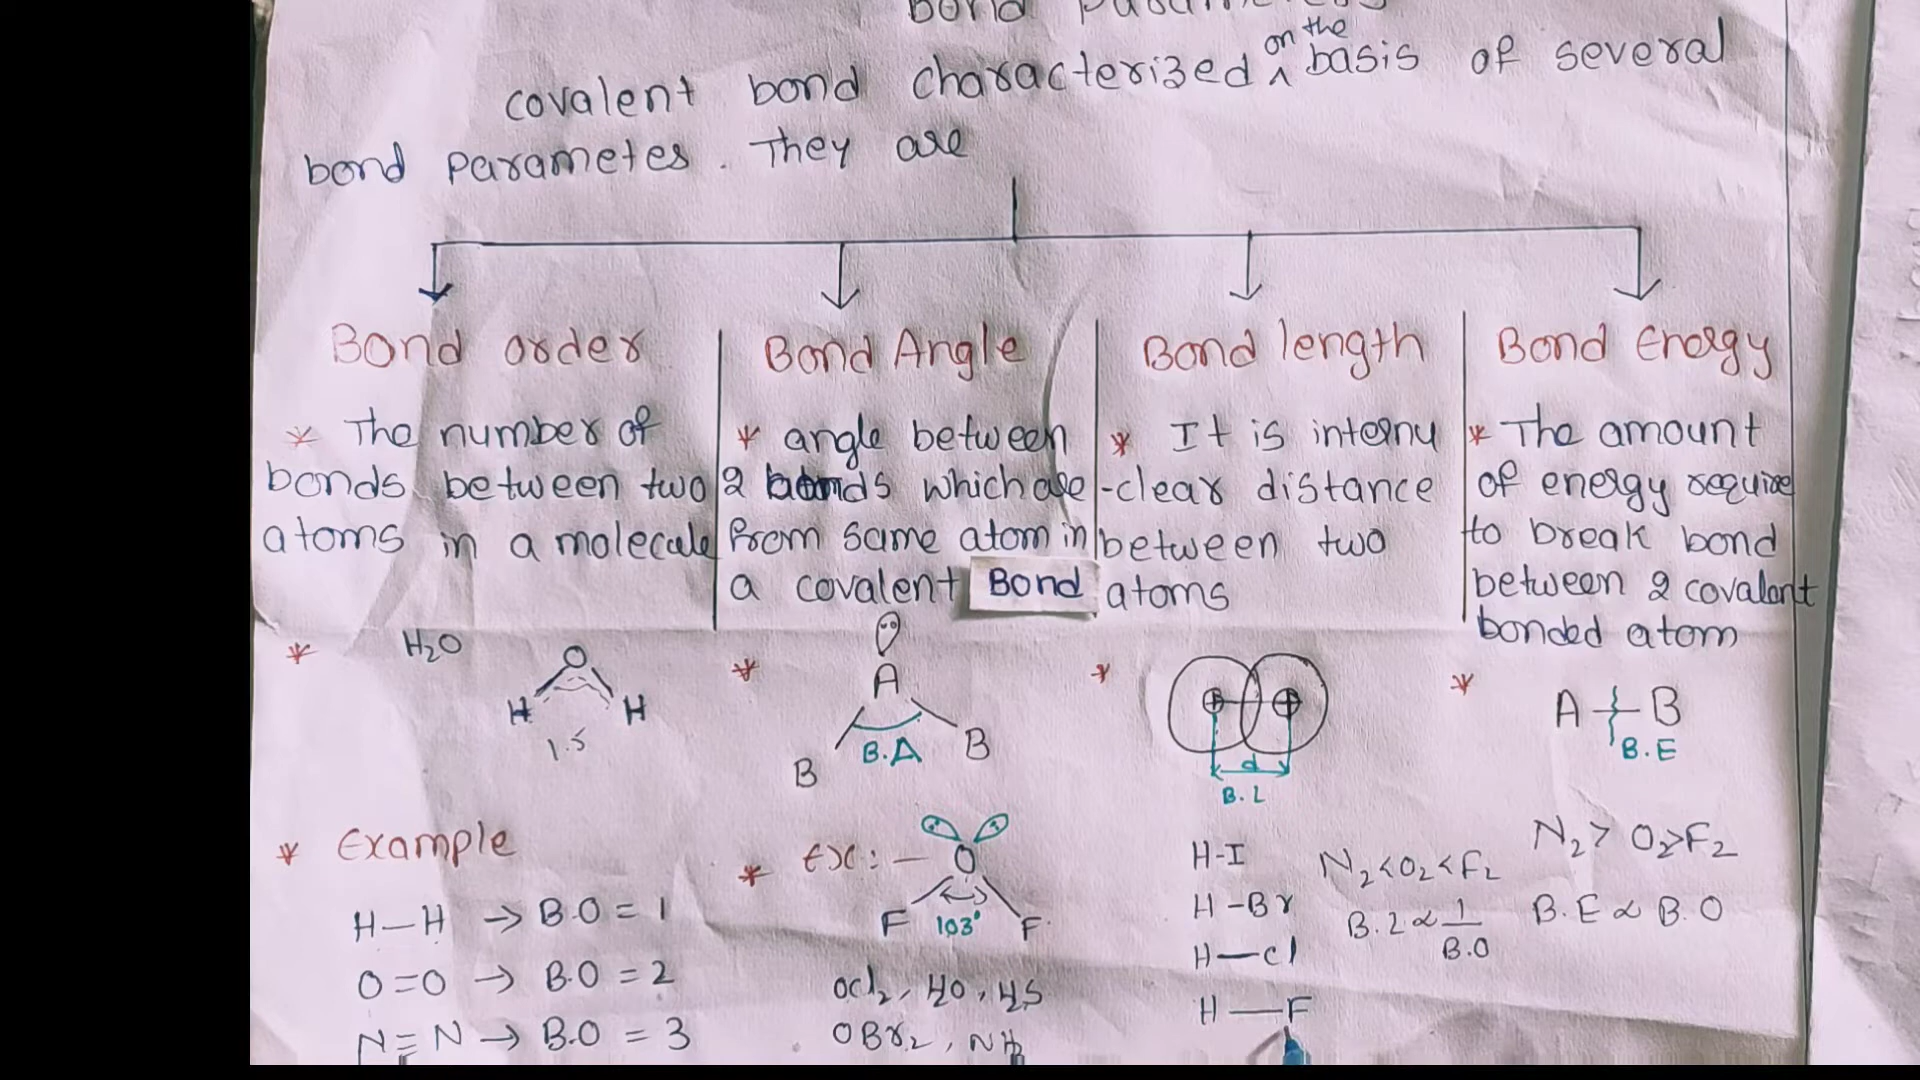 Bond Parameters
covalent bond characterized on the basis of several
bond parametes. They are
Bond order
Bond Angle
Bond length
Bond Energy
* The number of
bonds between two
atoms in a molecule
* angle between
2 bonds which are
from same atom in
a covalent Bond
* It is internu
-clear distance
between two
atoms
* The amount
of energy require
to break bond
between 2 covalent
bonded atom
* H₂O
O
H H
1.5
* A
B B
B.A
* d
B.L
* A B
B.E
* Example
H-H → B.O = 1
O=O → B.O = 2
N≡N → B.O = 3
* EX: - O
F F
103°
OCl₂, H₂O, H₂S
OBr₂, NH₃
H-I
H-Br
H-Cl
H-F
N₂<O₂<F₂
B.L ∝ 1
B.O
N₂>O₂>F₂
B.E ∝ B.O